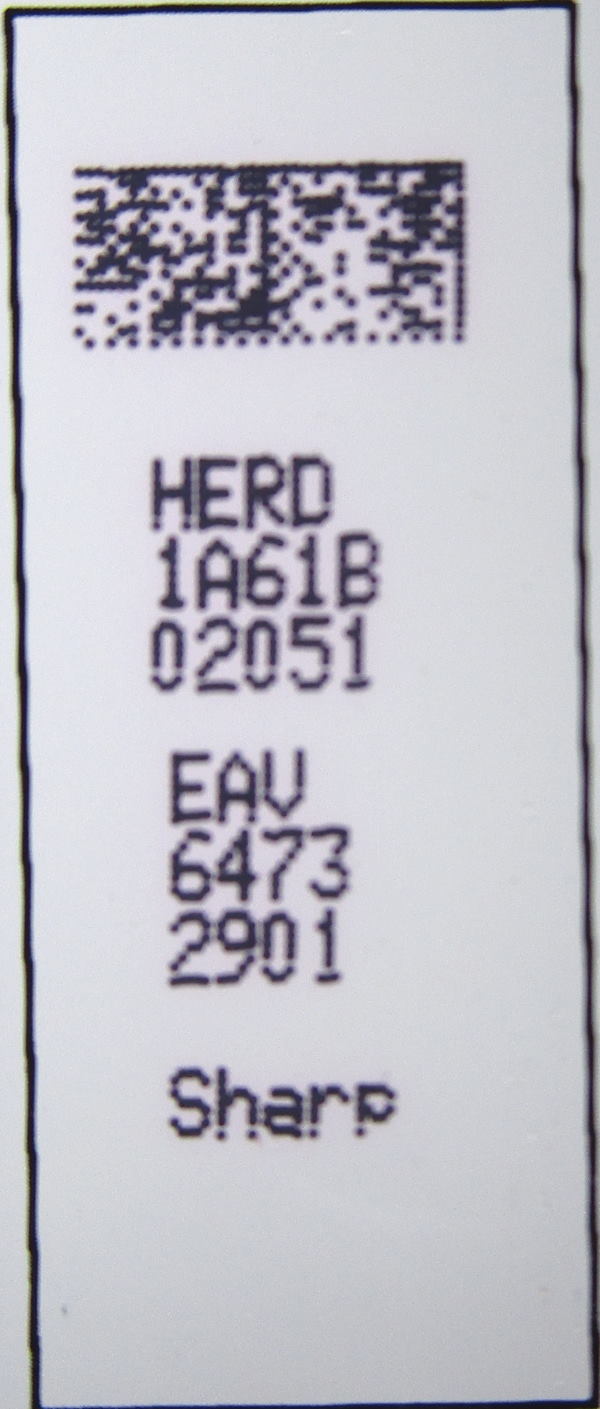 HERD
1A61B
02051
EAV
6473
2901
Sharp